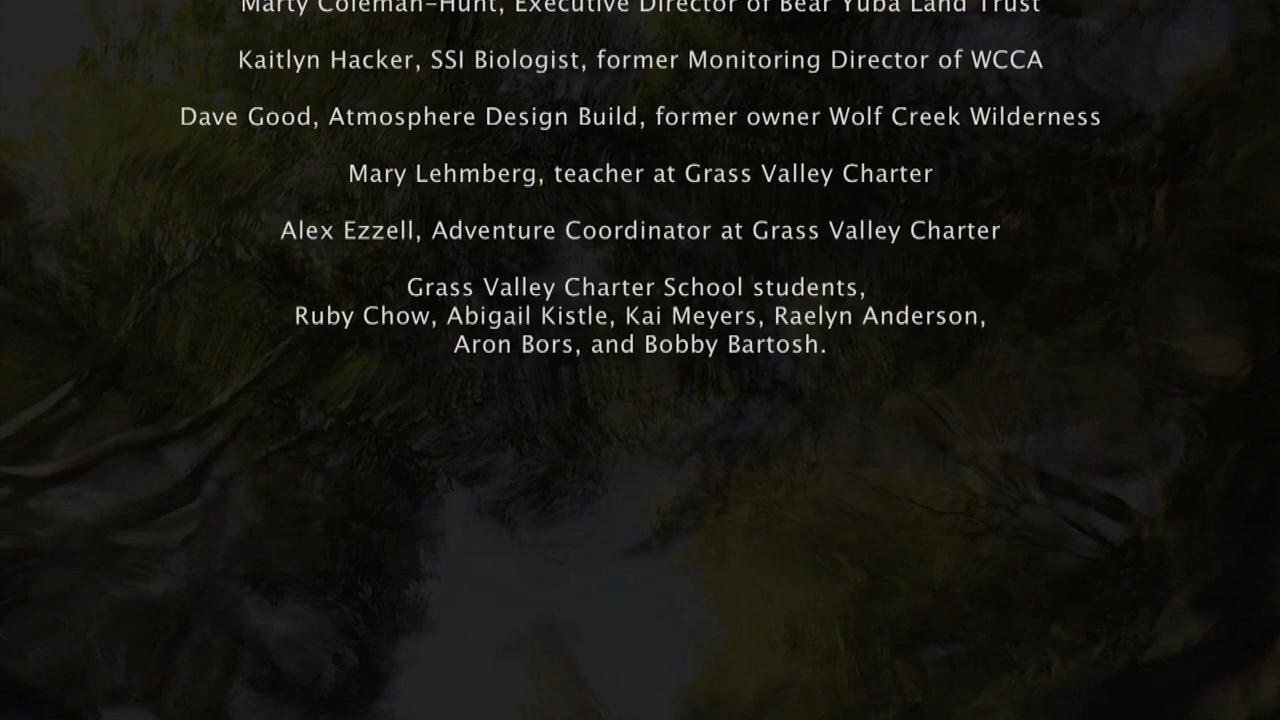 Marty Coleman-Hunt, Executive Director of Bear Yuba Land Trust
Kaitlyn Hacker, SSI Biologist, former Monitoring Director of WCCA
Dave Good, Atmosphere Design Build, former owner Wolf Creek Wilderness
Mary Lehmberg, teacher at Grass Valley Charter
Alex Ezzell, Adventure Coordinator at Grass Valley Charter
Grass Valley Charter School students,
Ruby Chow, Abigail Kistle, Kai Meyers, Raelyn Anderson,
Aron Bors, and Bobby Bartosh.